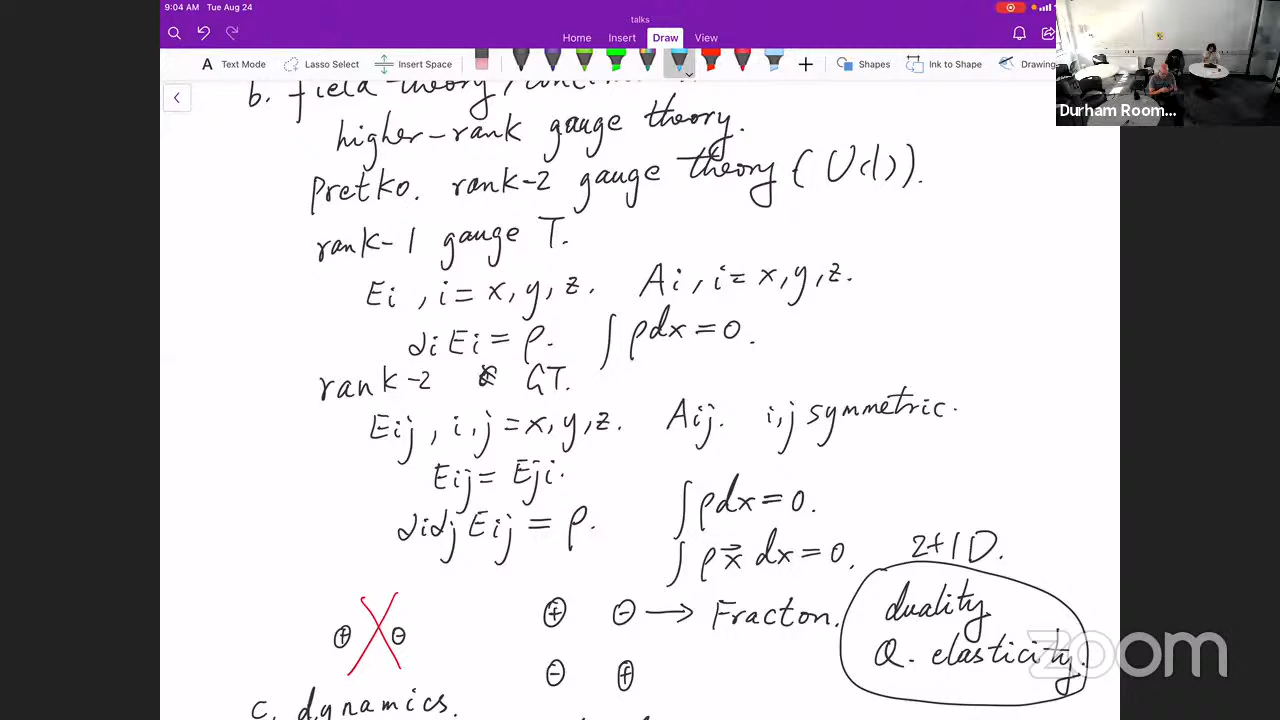 9:04 AM Tue Aug 24
talks
Home Insert Draw View
Text Mode Lasso Select Insert Space Shapes Ink to Shape Drawing
Durham Room...
b. field theory /
higher-rank gauge theory.
Pretko. rank-2 gauge theory (U(1)).
rank-1 gauge T.
Ei , i = x, y, z. Ai, i = x, y, z.
∂iEi = ρ. ∫ρdx = 0.
rank-2 GT.
Eij , i, j = x, y, z. Aij. i,j symmetric.
Eij = Eji.
∂i∂jEij = ρ. ∫ρdx = 0.
∫ρx⃗ dx = 0. 2+1D.
⊕ ⊖ ⊕ ⊖ → Fracton. duality
⊖ ⊕ Q. elasticity.
zoom
c. dynamics.